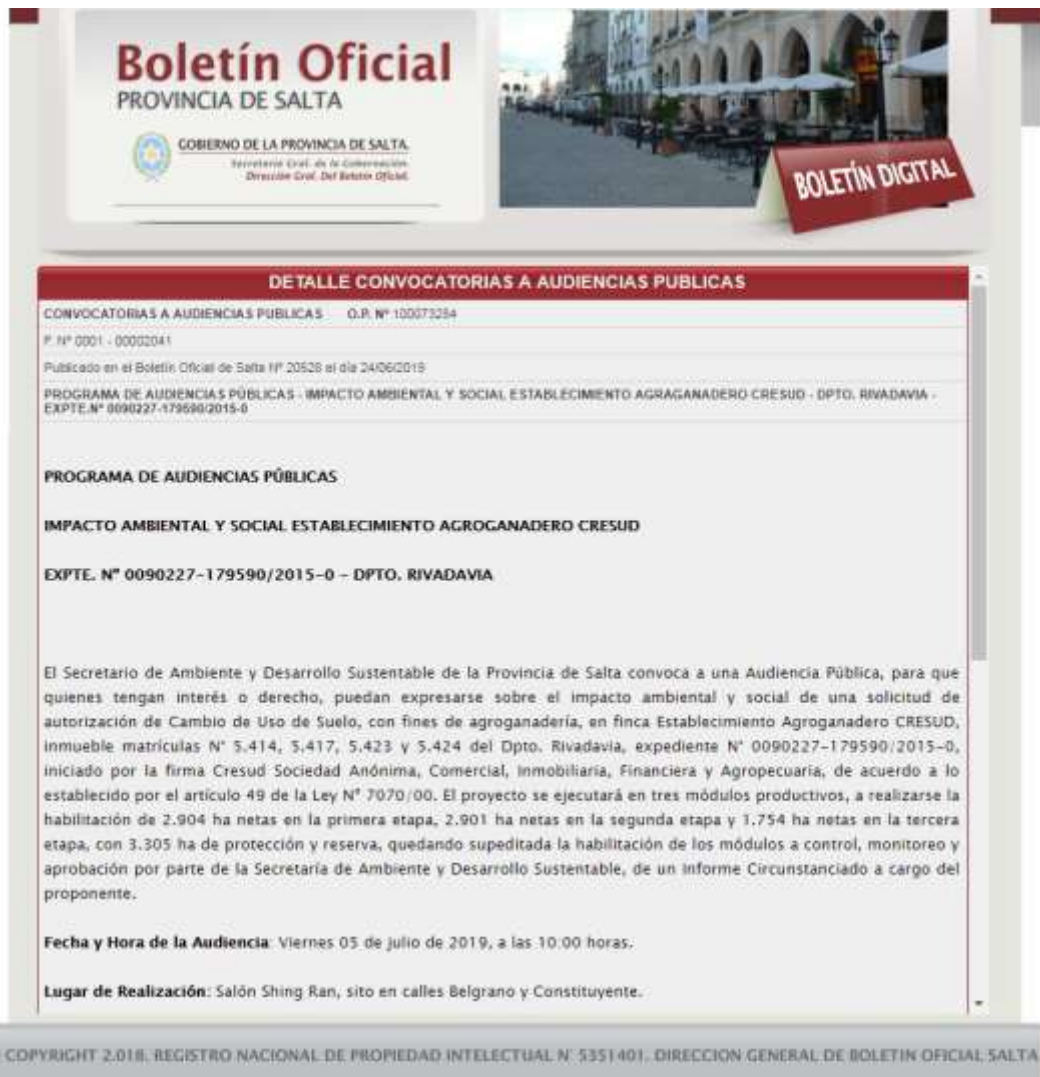 Boletín Oficial
PROVINCIA DE SALTA
GOBIERNO DE LA PROVINCIA DE SALTA.
Secretaría Gral. de la Gobernación
Dirección Gral. Del Boletín Oficial.
BOLETÍN DIGITAL
DETALLE CONVOCATORIAS A AUDIENCIAS PUBLICAS
CONVOCATORIAS A AUDIENCIAS PUBLICAS O.P. Nº 100073284
P. Nº 0001 - 00002041
Publicado en el Boletín Oficial de Salta Nº 20528 el día 24/06/2019
PROGRAMA DE AUDIENCIAS PÚBLICAS - IMPACTO AMBIENTAL Y SOCIAL ESTABLECIMIENTO AGRAGANADERO CRESUD - DPTO. RIVADAVIA -
EXPTE.Nº 0090227-179590/2015-0
PROGRAMA DE AUDIENCIAS PÚBLICAS
IMPACTO AMBIENTAL Y SOCIAL ESTABLECIMIENTO AGROGANADERO CRESUD
EXPTE. Nº 0090227-179590/2015-0 - DPTO. RIVADAVIA
El Secretario de Ambiente y Desarrollo Sustentable de la Provincia de Salta convoca a una Audiencia Pública, para que
quienes tengan interés o derecho, puedan expresarse sobre el impacto ambiental y social de una solicitud de
autorización de Cambio de Uso de Suelo, con fines de agroganadería, en finca Establecimiento Agroganadero CRESUD,
inmueble matrículas Nº 5.414, 5.417, 5.423 y 5.424 del Dpto. Rivadavia, expediente Nº 0090227-179590/2015-0,
iniciado por la firma Cresud Sociedad Anónima, Comercial, Inmobiliaria, Financiera y Agropecuaria, de acuerdo a lo
establecido por el artículo 49 de la Ley Nº 7070/00. El proyecto se ejecutará en tres módulos productivos, a realizarse la
habilitación de 2.904 ha netas en la primera etapa, 2.901 ha netas en la segunda etapa y 1.754 ha netas en la tercera
etapa, con 3.305 ha de protección y reserva, quedando supeditada la habilitación de los módulos a control, monitoreo y
aprobación por parte de la Secretaría de Ambiente y Desarrollo Sustentable, de un Informe Circunstanciado a cargo del
proponente.
Fecha y Hora de la Audiencia: Viernes 05 de julio de 2019, a las 10:00 horas.
Lugar de Realización: Salón Shing Ran, sito en calles Belgrano y Constituyente.
COPYRIGHT 2.018. REGISTRO NACIONAL DE PROPIEDAD INTELECTUAL N° 5351401. DIRECCION GENERAL DE BOLETIN OFICIAL SALTA